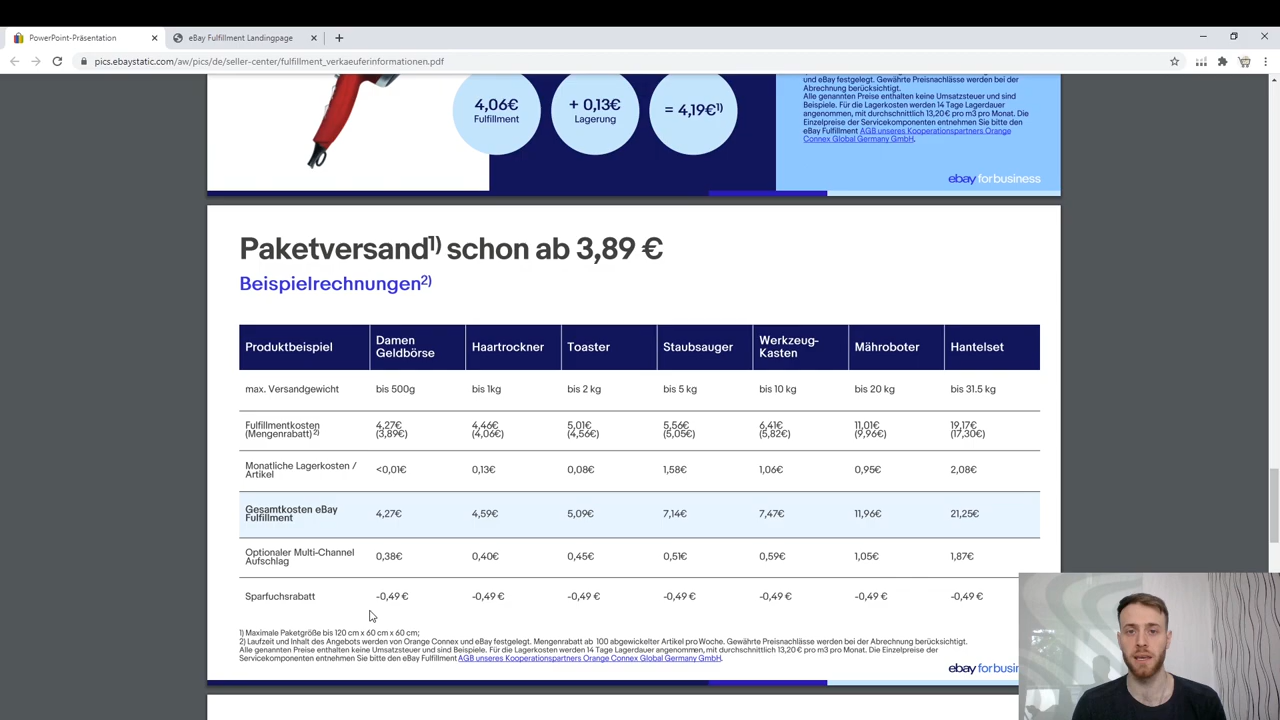 PowerPoint-Präsentation
eBay Fulfillment Landingpage
pics.ebaystatic.com/aw/pics/de/seller-center/fulfillment_verkaeuferinformationen.pdf
4,06€
Fulfillment
+ 0,13€
Lagerung
= 4,19€¹⁾
und eBay festgelegt. Gewährte Preisnachlässe werden bei der
Abrechnung berücksichtigt.
Alle genannten Preise enthalten keine Umsatzsteuer und sind
Beispiele. Für die Lagerkosten werden 14 Tage Lagerdauer
angenommen, mit durchschnittlich 13,20€ pro m3 pro Monat. Die
Einzelpreise der Servicekomponenten entnehmen Sie bitte den
eBay Fulfillment AGB unseres Kooperationspartners Orange
Connex Global Germany GmbH.
ebayforbusiness
Paketversand¹⁾ schon ab 3,89 €
Beispielrechnungen²⁾
Produktbeispiel Damen Geldbörse Haartrockner Toaster Staubsauger Werkzeug-Kasten Mähroboter Hantelset
max. Versandgewicht bis 500g bis 1kg bis 2 kg bis 5 kg bis 10 kg bis 20 kg bis 31.5 kg
Fulfillmentkosten 4,27€ 4,46€ 5,01€ 5,56€ 6,41€ 11,01€ 19,17€
(Mengenrabatt)²⁾ (3,89€) (4,06€) (4,56€) (5,05€) (5,82€) (9,96€) (17,30€)
Monatliche Lagerkosten / Artikel <0,01€ 0,13€ 0,08€ 1,58€ 1,06€ 0,95€ 2,08€
Gesamtkosten eBay Fulfillment 4,27€ 4,59€ 5,09€ 7,14€ 7,47€ 11,96€ 21,25€
Optionaler Multi-Channel Aufschlag 0,38€ 0,40€ 0,45€ 0,51€ 0,59€ 1,05€ 1,87€
Sparfuchsrabatt -0,49 € -0,49 € -0,49 € -0,49 € -0,49 € -0,49 € -0,49 €
1) Maximale Paketgröße bis 120 cm x 60 cm x 60 cm;
2) Laufzeit und Inhalt des Angebots werden von Orange Connex und eBay festgelegt. Mengenrabatt ab 100 abgewickelter Artikel pro Woche. Gewährte Preisnachlässe werden bei der Abrechnung berücksichtigt.
Alle genannten Preise enthalten keine Umsatzsteuer und sind Beispiele. Für die Lagerkosten werden 14 Tage Lagerdauer angenommen, mit durchschnittlich 13,20€ pro m3 pro Monat. Die Einzelpreise der
Servicekomponenten entnehmen Sie bitte den eBay Fulfillment AGB unseres Kooperationspartners Orange Connex Global Germany GmbH.
ebayforbusin